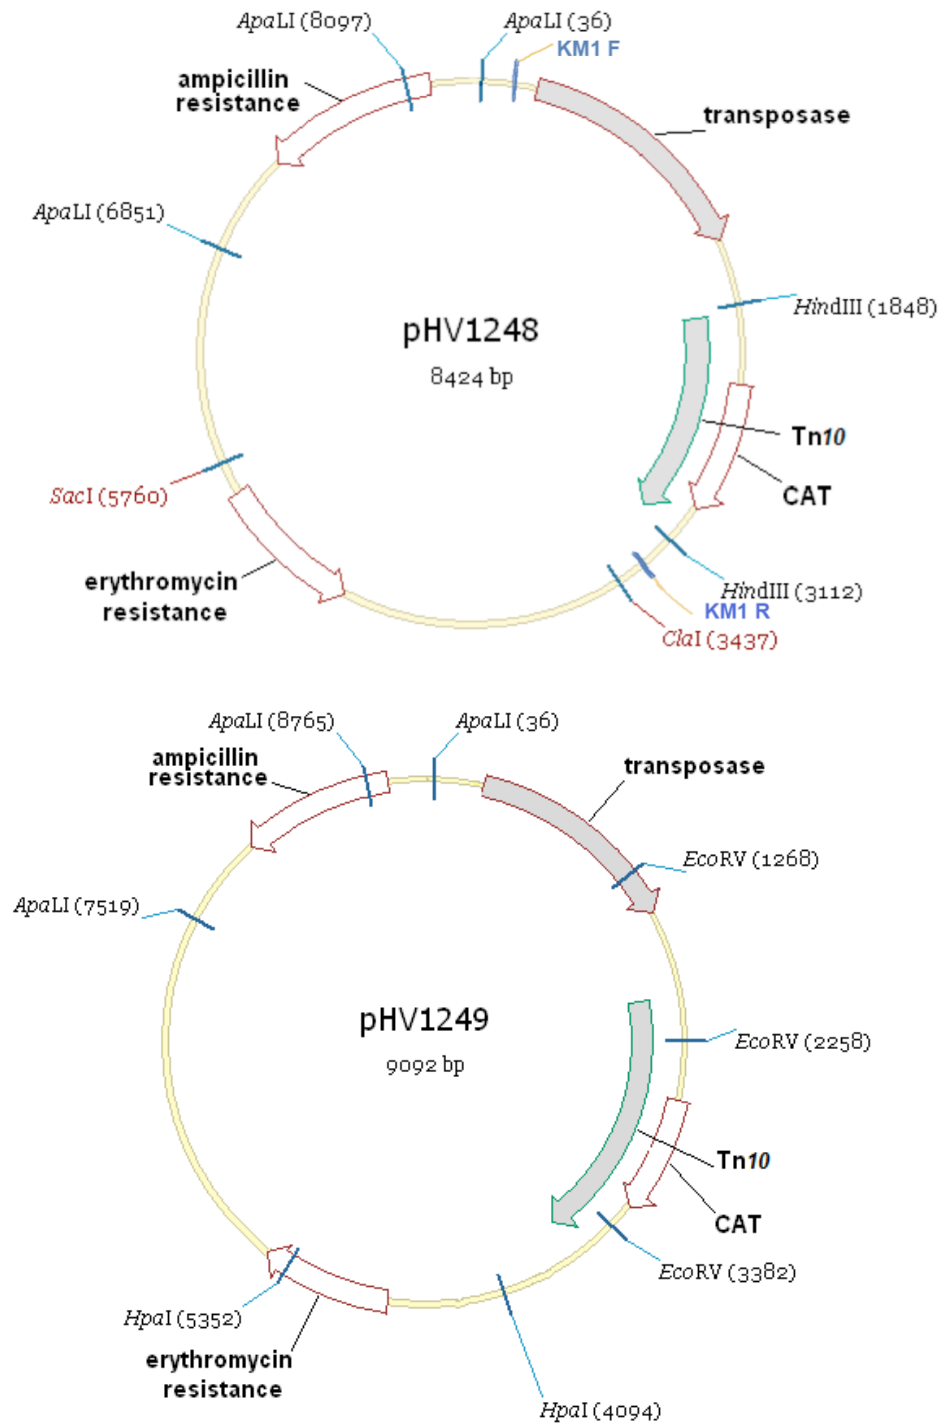 ApaLI (8097)
ApaLI (36)
KM1 F
ampicillin
resistance
transposase
ApaLI (6851)
HindIII (1848)
pHV1248
8424 bp
Tn10
CAT
SacI (5760)
erythromycin
resistance
HindIII (3112)
KM1 R
ClaI (3437)
ApaLI (8765)
ApaLI (36)
ampicillin
resistance
transposase
EcoRV (1268)
ApaLI (7519)
pHV1249
9092 bp
EcoRV (2258)
Tn10
CAT
EcoRV (3382)
HpaI (5352)
erythromycin
resistance
HpaI (4094)